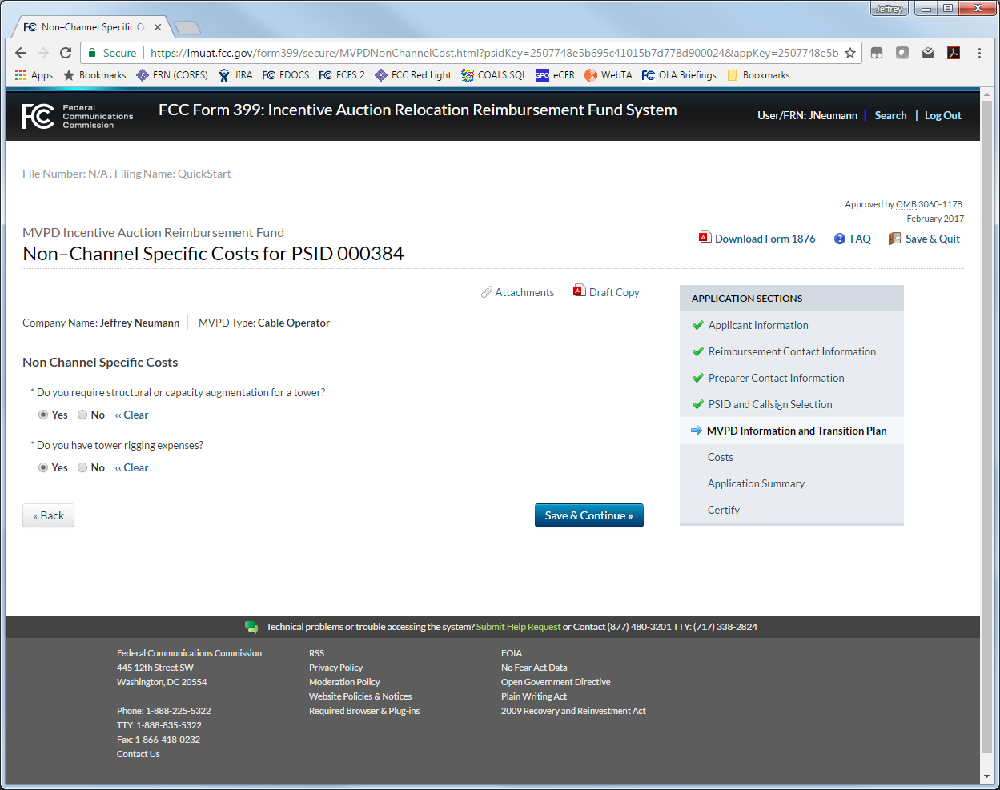 Jeffrey
Non-Channel Specific Cc
Secure https://lmuat.fcc.gov/form399/secure/MVPDNonChannelCost.html?psidKey=2507748e5b695c41015b7d778d900024&appKey=2507748e5b
Apps Bookmarks FRN (CORES) JIRA EDOCS ECFS 2 FCC Red Light COALS SQL GPO eCFR WebTA OLA Briefings Bookmarks
FCC Federal Communications Commission
FCC Form 399: Incentive Auction Relocation Reimbursement Fund System
User/FRN: JNeumann | Search | Log Out
File Number: N/A . Filing Name: QuickStart
Approved by OMB 3060-1178
February 2017
MVPD Incentive Auction Reimbursement Fund
Non-Channel Specific Costs for PSID 000384
Download Form 1876 FAQ Save & Quit
Attachments Draft Copy
Company Name: Jeffrey Neumann MVPD Type: Cable Operator
Non Channel Specific Costs
* Do you require structural or capacity augmentation for a tower?
Yes No ‹‹ Clear
* Do you have tower rigging expenses?
Yes No ‹‹ Clear
« Back Save & Continue »
APPLICATION SECTIONS
Applicant Information
Reimbursement Contact Information
Preparer Contact Information
PSID and Callsign Selection
MVPD Information and Transition Plan
Costs
Application Summary
Certify
Technical problems or trouble accessing the system? Submit Help Request or Contact (877) 480-3201 TTY: (717) 338-2824
Federal Communications Commission
445 12th Street SW
Washington, DC 20554
Phone: 1-888-225-5322
TTY: 1-888-835-5322
Fax: 1-866-418-0232
Contact Us
RSS
Privacy Policy
Moderation Policy
Website Policies & Notices
Required Browser & Plug-ins
FOIA
No Fear Act Data
Open Government Directive
Plain Writing Act
2009 Recovery and Reinvestment Act